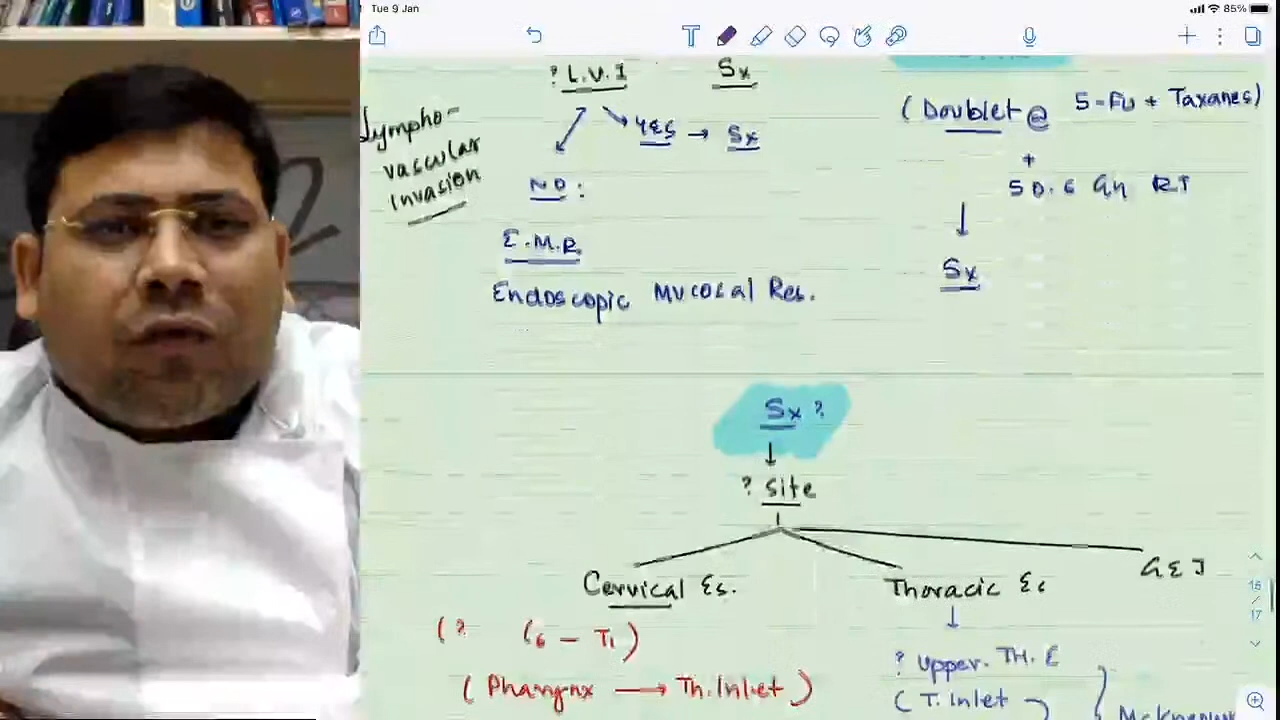 Tue 9 Jan
85%
? L.V.I
Sx
Lympho-
vascular
Invasion
YES → Sx
NO:
E.M.R.
Endoscopic Mucosal Res.
(Doublet @ 5-FU + Taxanes)
+
50.6 Gy RT
Sx
Sx ?
? Site
Cervical Es.
Thoracic Es
GEJ
(? C6 - T1)
(Pharynx → Th. Inlet)
? Upper. TH. E
(T. Inlet
16
17